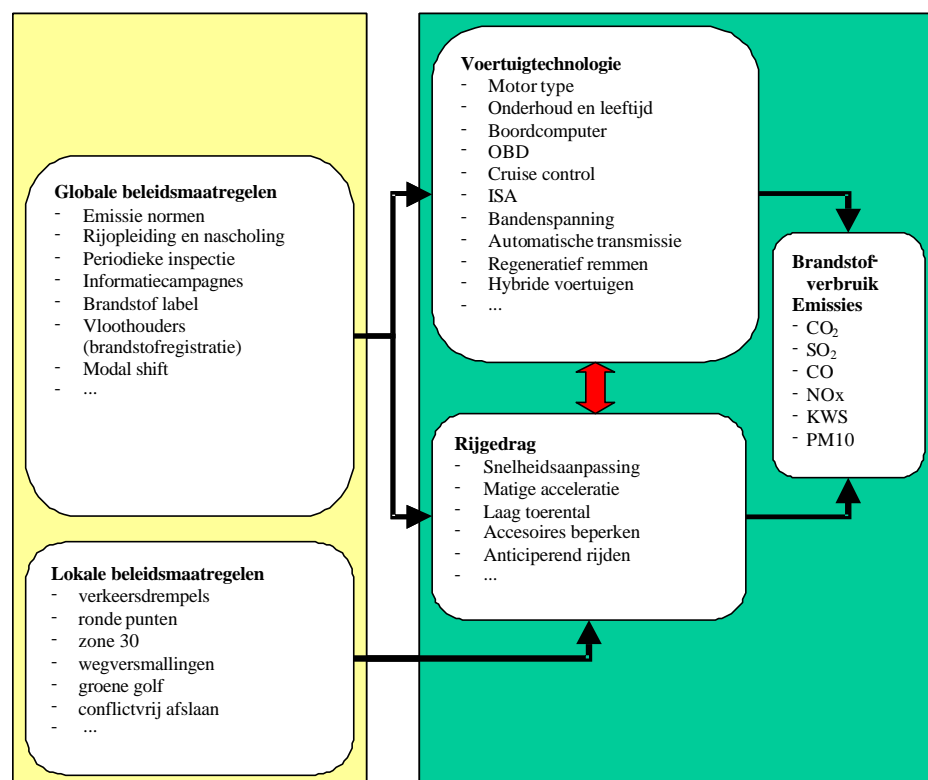 Globale beleidsmaatregelen
- Emissie normen
- Rijopleiding en nascholing
- Periodieke inspectie
- Informatiecampagnes
- Brandstof label
- Vloothouders
(brandstofregistratie)
- Modal shift
- ...
Lokale beleidsmaatregelen
- verkeersdrempels
- ronde punten
- zone 30
- wegversmallingen
- groene golf
- conflictvrij afslaan
- ...
Voertuigtechnologie
- Motor type
- Onderhoud en leeftijd
- Boordcomputer
- OBD
- Cruise control
- ISA
- Bandenspanning
- Automatische transmissie
- Regeneratief remmen
- Hybride voertuigen
- ...
Rijgedrag
- Snelheidsaanpassing
- Matige acceleratie
- Laag toerental
- Accesoires beperken
- Anticiperend rijden
- ...
Brandstof-
verbruik
Emissies
- CO₂
- SO₂
- CO
- NOx
- KWS
- PM10